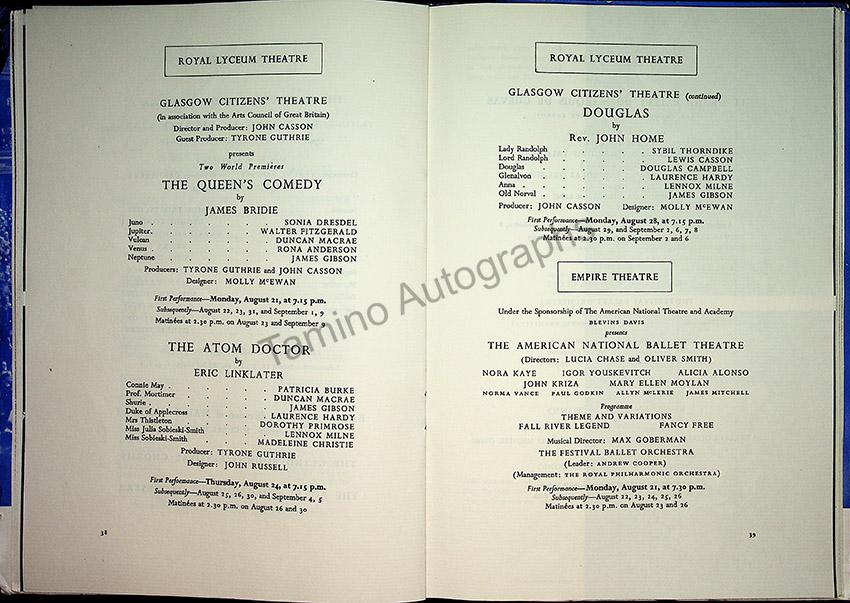 ROYAL LYCEUM THEATRE
GLASGOW CITIZENS' THEATRE
(In association with the Arts Council of Great Britain)
Director and Producer: JOHN CASSON
Guest Producer: TYRONE GUTHRIE
presents
Two World Premières
THE QUEEN'S COMEDY
by
JAMES BRIDIE
Juno . . . . . . SONIA DRESDEL
Jupiter. . . . . . WALTER FITZGERALD
Vulcan . . . . . . DUNCAN MACRAE
Venus . . . . . . RONA ANDERSON
Neptune . . . . . . JAMES GIBSON
Producers: TYRONE GUTHRIE and JOHN CASSON
Designer: MOLLY McEWAN
First Performance—Monday, August 21, at 7.15 p.m.
Subsequently—August 22, 23, 31, and September 1, 9
Matinées at 2.30 p.m. on August 23 and September 9
THE ATOM DOCTOR
by
ERIC LINKLATER
Connie May . . . . . . PATRICIA BURKE
Prof. Mortimer . . . . . DUNCAN MACRAE
Shurie . . . . . . JAMES GIBSON
Duke of Applecross . . . . LAURENCE HARDY
Mrs Thistleton . . . . . DOROTHY PRIMROSE
Miss Julia Sobieski-Smith . . . LENNOX MILNE
Miss Sobieski-Smith . . . . MADELEINE CHRISTIE
Producer: TYRONE GUTHRIE
Designer: JOHN RUSSELL
First Performance—Thursday, August 24, at 7.15 p.m.
Subsequently—August 25, 26, 30, and September 4, 5
Matinées at 2.30 p.m. on August 26 and 30
38
ROYAL LYCEUM THEATRE
GLASGOW CITIZENS' THEATRE (continued)
DOUGLAS
by
Rev. JOHN HOME
Lady Randolph . . . . . SYBIL THORNDIKE
Lord Randolph . . . . . LEWIS CASSON
Douglas . . . . . . DOUGLAS CAMPBELL
Glenalvon . . . . . . LAURENCE HARDY
Anna . . . . . . LENNOX MILNE
Old Norval . . . . . . JAMES GIBSON
Producer: JOHN CASSON Designer: MOLLY McEWAN
First Performance—Monday, August 28, at 7.15 p.m.
Subsequently—August 29, and September 2, 6, 7, 8
Matinées at 2.30 p.m. on September 2 and 6
EMPIRE THEATRE
Under the Sponsorship of The American National Theatre and Academy
BLEVINS DAVIS
presents
THE AMERICAN NATIONAL BALLET THEATRE
(Directors: LUCIA CHASE and OLIVER SMITH)
NORA KAYE IGOR YOUSKEVITCH ALICIA ALONSO
JOHN KRIZA MARY ELLEN MOYLAN
NORMA VANCE PAUL GODKIN ALLYN McLERIE JAMES MITCHELL
Programme
THEME AND VARIATIONS
FALL RIVER LEGEND FANCY FREE
Musical Director: MAX GOBERMAN
THE FESTIVAL BALLET ORCHESTRA
(Leader: ANDREW COOPER)
(Management: THE ROYAL PHILHARMONIC ORCHESTRA)
First Performance—Monday, August 21, at 7.30 p.m.
Subsequently—August 22, 23, 24, 25, 26
Matinées at 2.30 p.m. on August 23 and 26
39
Tamino Autographs